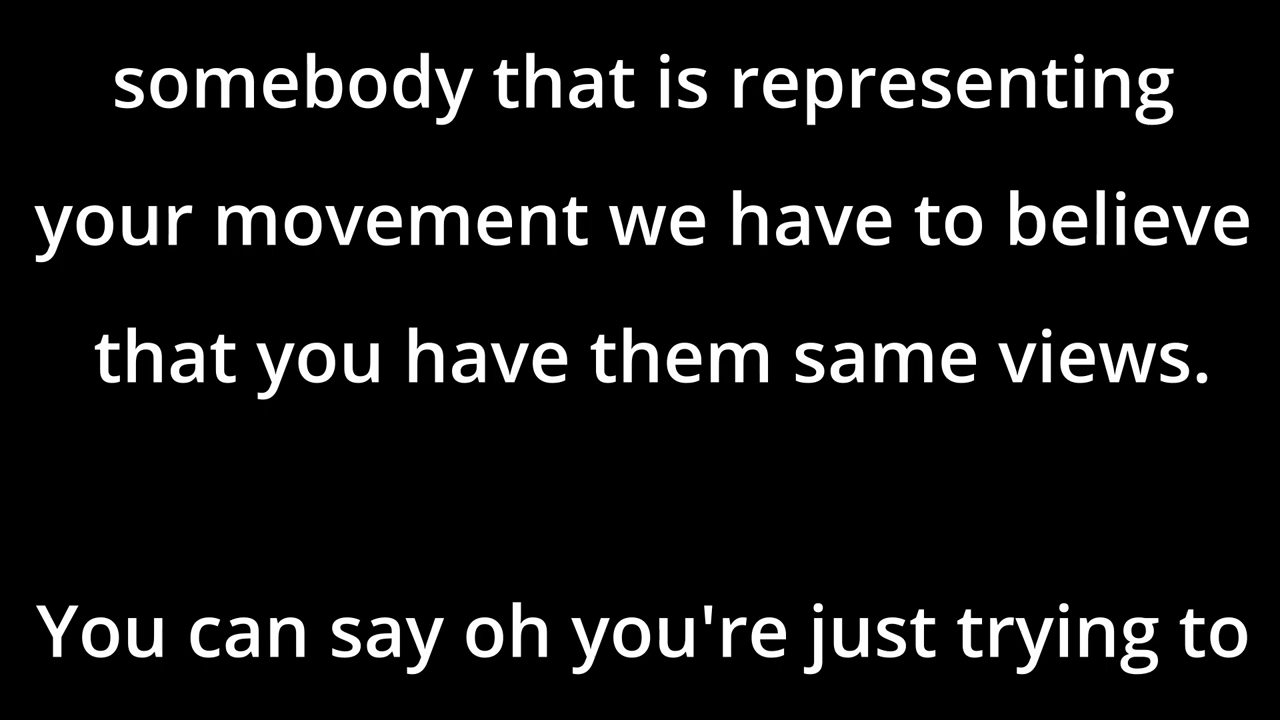 somebody that is representing
your movement we have to believe
that you have them same views.
You can say oh you're just trying to